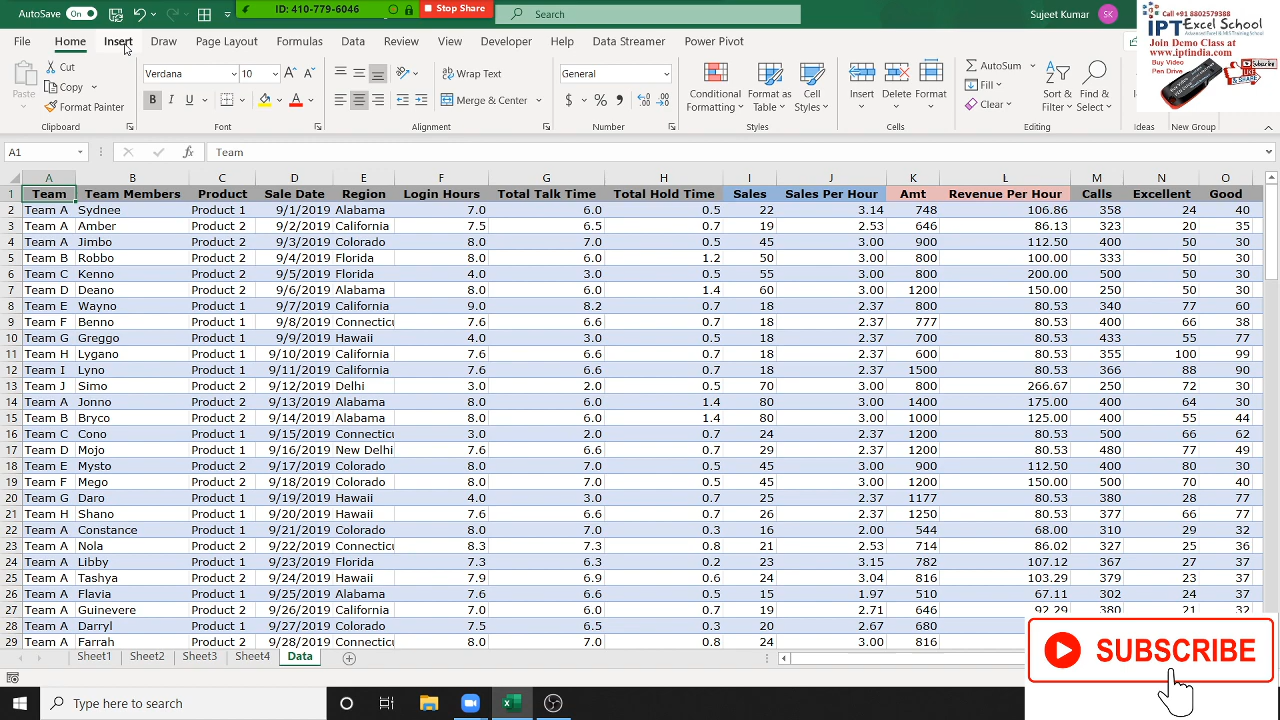 AutoSave On
ID: 410-779-6046 Stop Share
Search
Sujeet Kumar SK
Call +91 8802579388
IPT Excel School
Advanced Excel & MIS Training School
Join Demo Class at
www.iptindia.com
Buy Video
Pen Drive
Subscribe
File Home Insert Draw Page Layout Formulas Data Review View Developer Help Data Streamer Power Pivot
Paste Cut Copy Format Painter
Verdana 10
B I U A A A
Wrap Text
Merge & Center
General
$ % ,
Conditional Formatting Format as Table Cell Styles
Insert Delete Format
AutoSum Fill Clear
Sort & Filter Find & Select
Clipboard Font Alignment Number Styles Cells Editing Ideas New Group
A1 fx Team
A B C D E F G H I J K L M N O
1 Team Team Members Product Sale Date Region Login Hours Total Talk Time Total Hold Time Sales Sales Per Hour Amt Revenue Per Hour Calls Excellent Good
2 Team A Sydnee Product 1 9/1/2019 Alabama 7.0 6.0 0.5 22 3.14 748 106.86 358 24 40
3 Team A Amber Product 2 9/2/2019 California 7.5 6.5 0.7 19 2.53 646 86.13 323 20 35
4 Team A Jimbo Product 2 9/3/2019 Colorado 8.0 7.0 0.5 45 3.00 900 112.50 400 50 30
5 Team B Robbo Product 2 9/4/2019 Florida 8.0 6.0 1.2 50 3.00 800 100.00 333 50 30
6 Team C Kenno Product 2 9/5/2019 Florida 4.0 3.0 0.5 55 3.00 800 200.00 500 50 30
7 Team D Deano Product 2 9/6/2019 Alabama 8.0 6.0 1.4 60 3.00 1200 150.00 250 50 30
8 Team E Wayno Product 1 9/7/2019 California 9.0 8.2 0.7 18 2.37 800 80.53 340 77 60
9 Team F Benno Product 1 9/8/2019 Connecticu 7.6 6.6 0.7 18 2.37 777 80.53 400 66 38
10 Team G Greggo Product 1 9/9/2019 Hawaii 4.0 3.0 0.7 18 2.37 700 80.53 433 55 77
11 Team H Lygano Product 1 9/10/2019 California 7.6 6.6 0.7 18 2.37 600 80.53 355 100 99
12 Team I Lyno Product 1 9/11/2019 California 7.6 6.6 0.7 18 2.37 1500 80.53 366 88 90
13 Team J Simo Product 2 9/12/2019 Delhi 3.0 2.0 0.5 70 3.00 800 266.67 250 72 30
14 Team A Jonno Product 2 9/13/2019 Alabama 8.0 6.0 1.4 80 3.00 1400 175.00 400 64 30
15 Team B Bryco Product 2 9/14/2019 Alabama 8.0 6.0 1.4 80 3.00 1000 125.00 400 55 44
16 Team C Cono Product 1 9/15/2019 Connecticu 3.0 2.0 0.7 24 2.37 1200 80.53 500 66 62
17 Team D Mojo Product 1 9/16/2019 New Delhi 7.6 6.6 0.7 29 2.37 1200 80.53 480 77 49
18 Team E Mysto Product 2 9/17/2019 Colorado 8.0 7.0 0.5 45 3.00 900 112.50 400 80 30
19 Team F Mego Product 2 9/18/2019 Colorado 8.0 7.0 0.5 45 3.00 1200 150.00 500 70 40
20 Team G Daro Product 1 9/19/2019 Hawaii 4.0 3.0 0.7 25 2.37 1177 80.53 380 28 77
21 Team H Shano Product 1 9/20/2019 Hawaii 7.6 6.6 0.7 26 2.37 1250 80.53 377 66 77
22 Team A Constance Product 1 9/21/2019 Colorado 8.0 7.0 0.3 16 2.00 544 68.00 310 29 32
23 Team A Nola Product 2 9/22/2019 Hawaii 8.3 7.3 0.8 21 2.53 714 86.02 327 25 36
24 Team A Libby Product 1 9/23/2019 Florida 7.3 6.3 0.2 23 3.15 782 107.12 367 27 37
25 Team A Tashya Product 2 9/24/2019 Hawaii 7.9 6.9 0.6 24 3.04 816 103.29 379 23 37
26 Team A Flavia Product 1 9/25/2019 Alabama 7.6 6.6 0.5 15 1.97 510 67.11 302 24 37
27 Team A Guinevere Product 2 9/26/2019 California 8.0 7.0 0.7 19 2.71 646 92.29 380 21 32
28 Team A Darryl Product 1 9/27/2019 Colorado 7.5 6.5 0.3 20 2.67 680
29 Team A Farrah Product 2 9/28/2019 Connecticu 8.0 7.0 0.8 24 3.00 816
SUBSCRIBE
Sheet1 Sheet2 Sheet3 Sheet4 Data
Type here to search